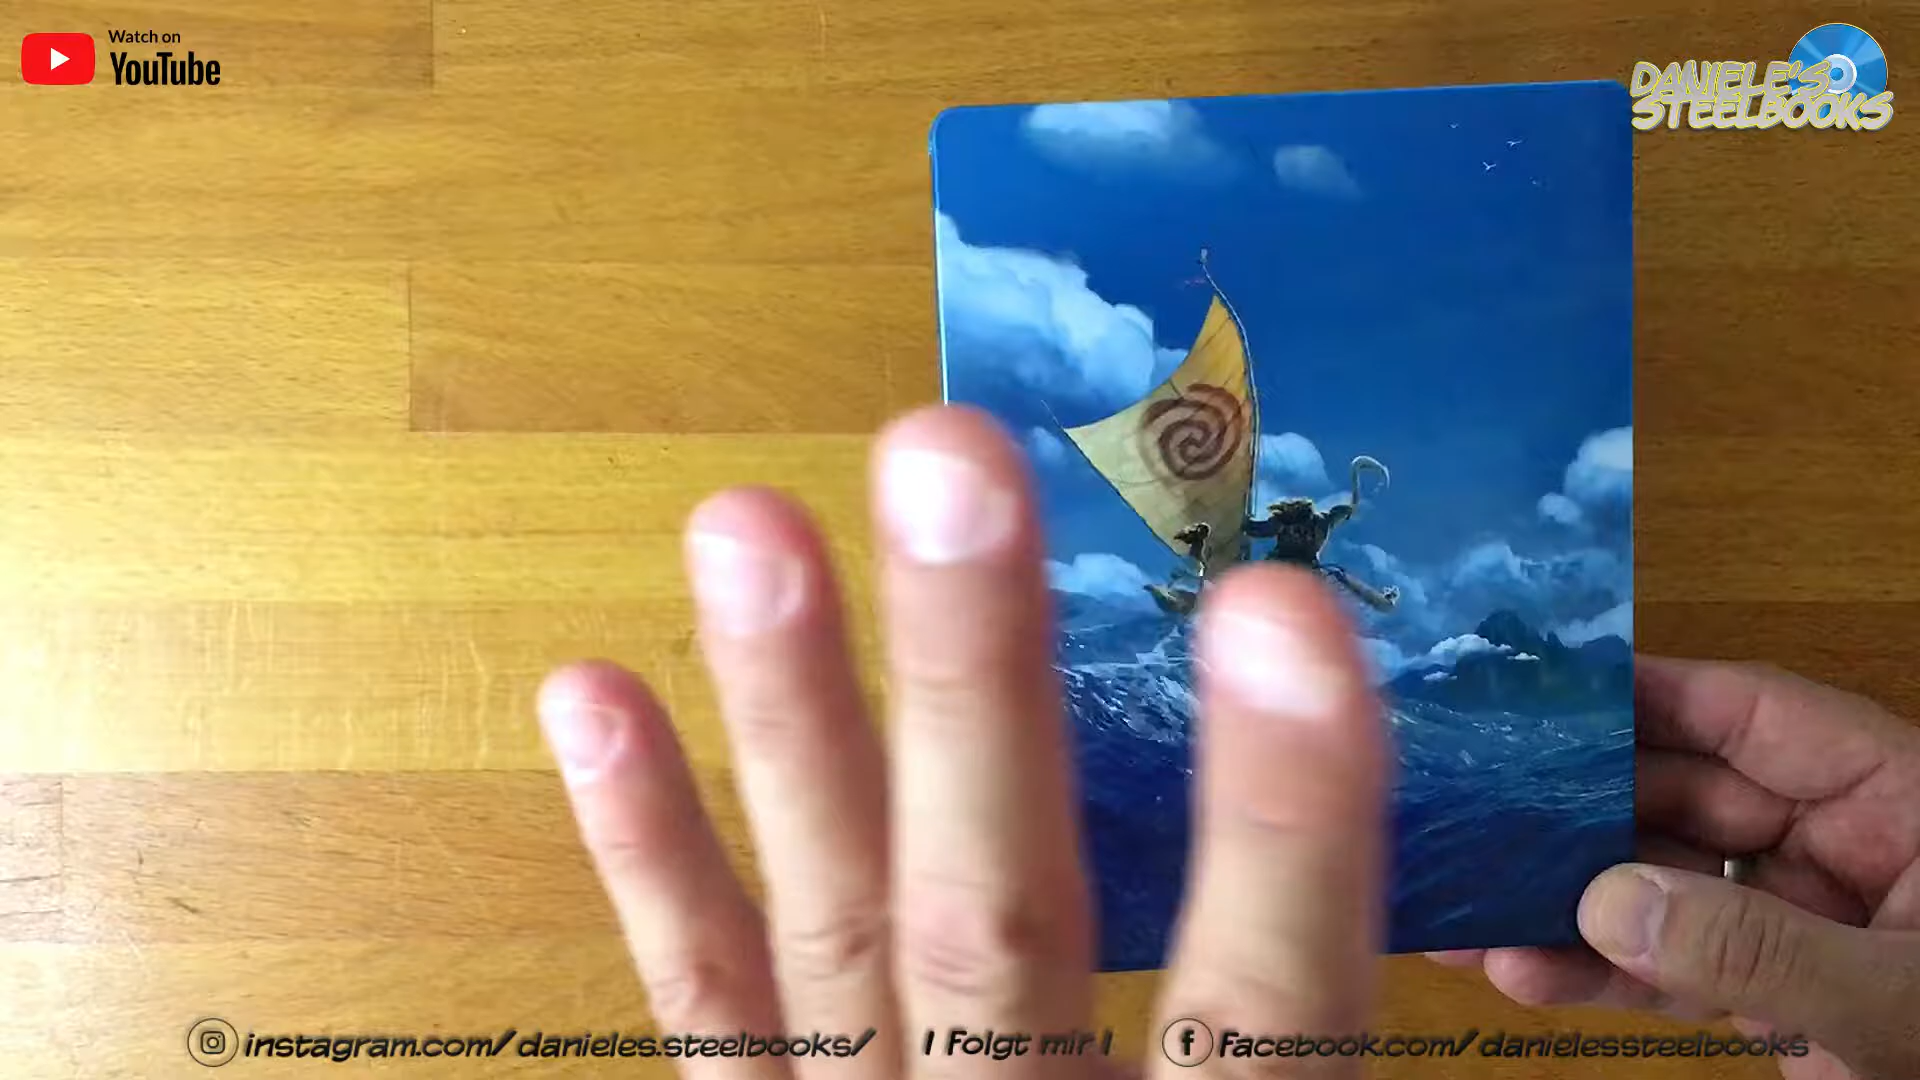 Watch on
YouTube
DANIELE'S
STEELBOOKS
instagram.com/danieles.steelbooks/
! Folgt mir !
Facebook.com/danielessteelbooks